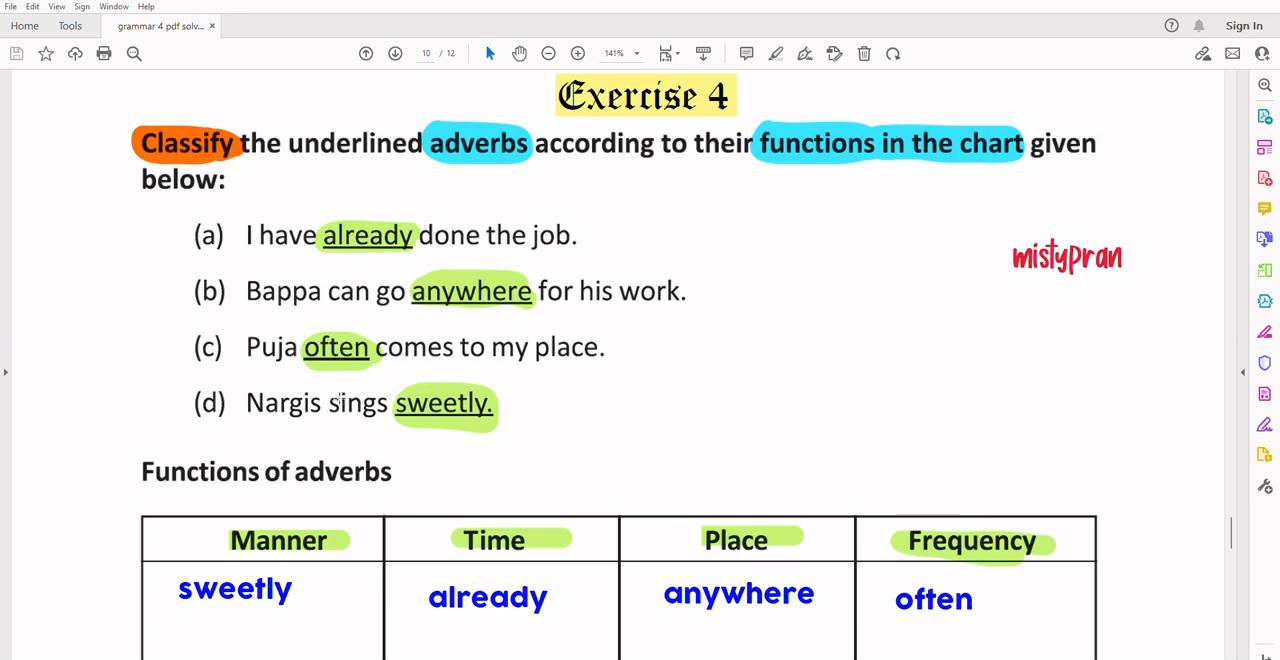 File Edit View Sign Window Help
Home Tools grammar 4 pdf solv... × Sign In
10 / 12 141%
Exercise 4
Classify the underlined adverbs according to their functions in the chart given
below:
(a) I have already done the job.
mistypran
(b) Bappa can go anywhere for his work.
(c) Puja often comes to my place.
(d) Nargis sings sweetly.
Functions of adverbs
Manner Time Place Frequency
sweetly already anywhere often